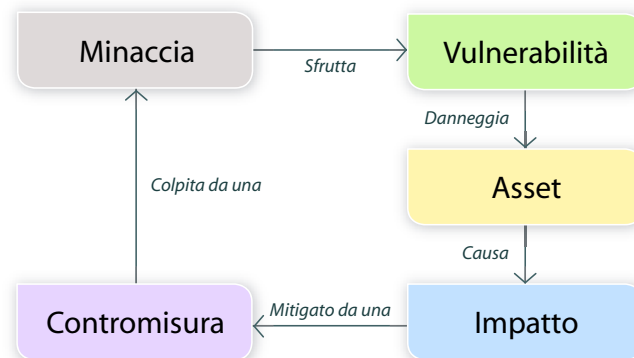 Minaccia
Sfrutta
Vulnerabilità
Danneggia
Colpita da una
Asset
Causa
Contromisura
Mitigato da una
Impatto